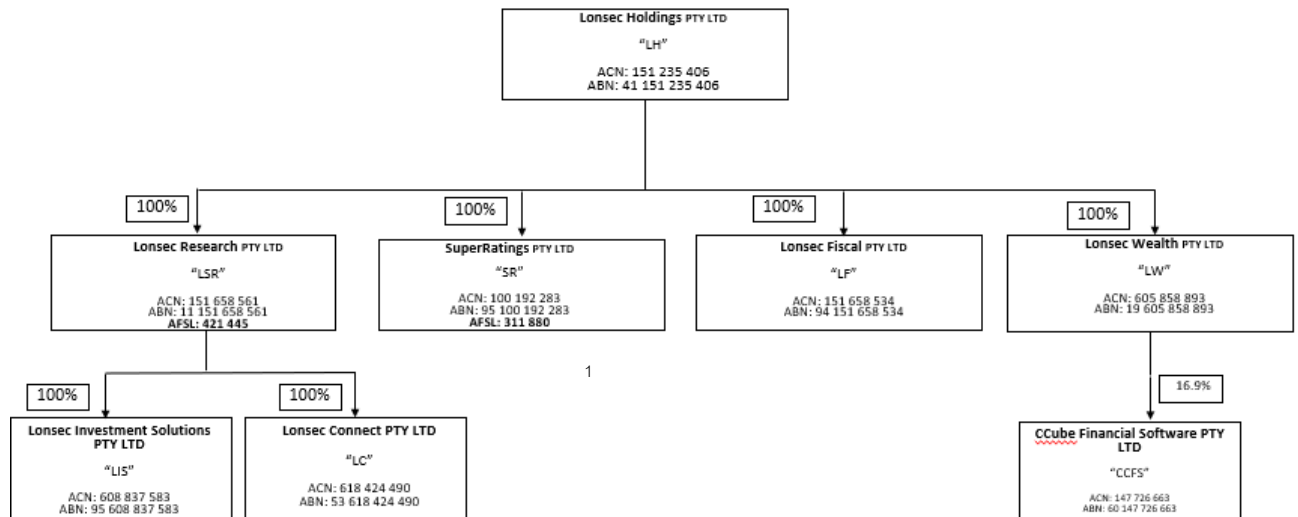 Lonsec Holdings PTY LTD
"LH"
ACN: 151 235 406
ABN: 41 151 235 406
100%
100%
100%
100%
Lonsec Research PTY LTD
"LSR"
ACN: 151 658 561
ABN: 11 151 658 561
AFSL: 421 445
SuperRatings PTY LTD
"SR"
ACN: 100 192 283
ABN: 95 100 192 283
AFSL: 311 880
Lonsec Fiscal PTY LTD
"LF"
ACN: 151 658 534
ABN: 94 151 658 534
Lonsec Wealth PTY LTD
"LW"
ACN: 605 858 893
ABN: 19 605 858 893
1
100%
100%
16.9%
Lonsec Investment Solutions
PTY LTD
"LIS"
ACN: 608 837 583
ABN: 95 608 837 583
Lonsec Connect PTY LTD
"LC"
ACN: 618 424 490
ABN: 53 618 424 490
CCube Financial Software PTY
LTD
"CCFS"
ACN: 147 726 663
ABN: 60 147 726 663